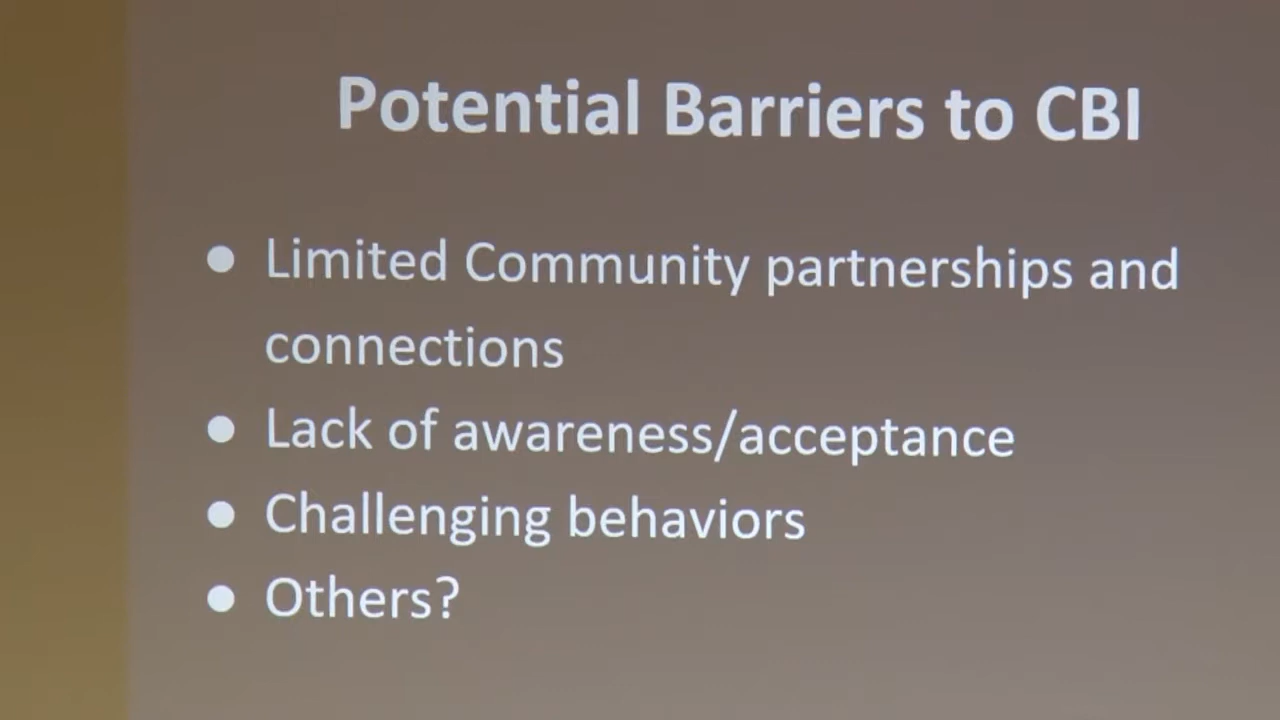 Potential Barriers to CBI
● Limited Community partnerships and
connections
● Lack of awareness/acceptance
● Challenging behaviors
● Others?